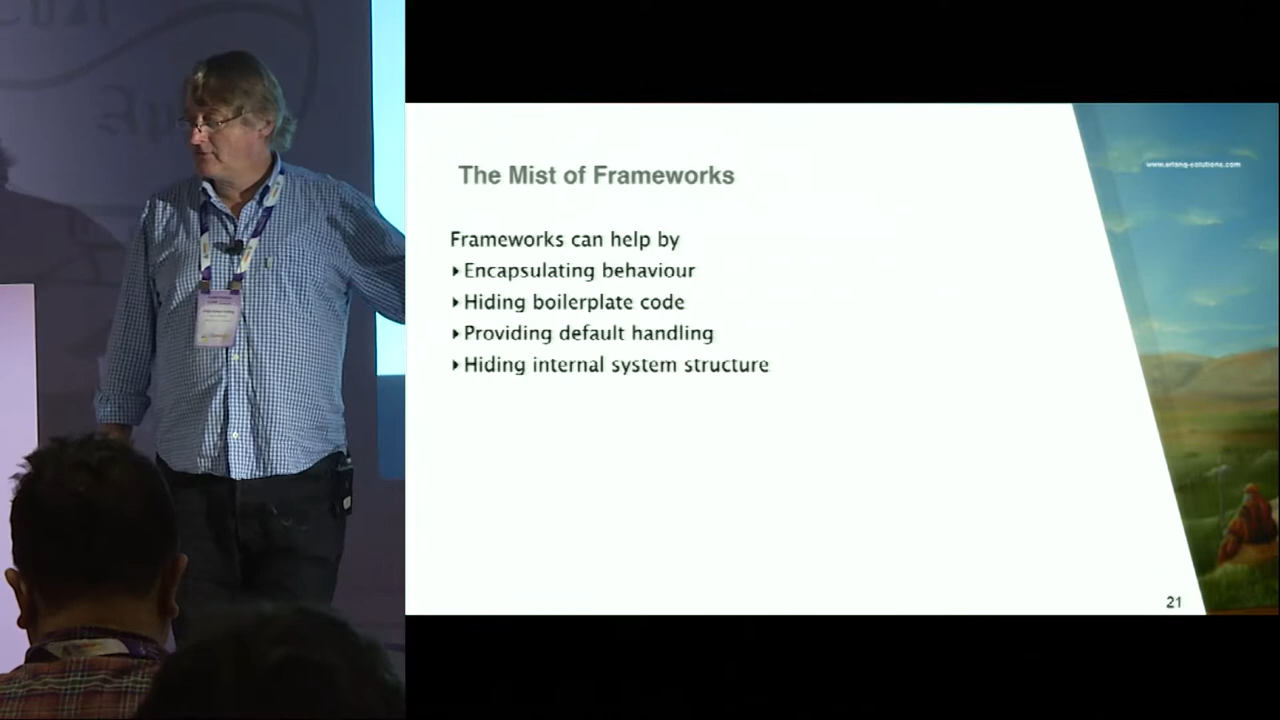 The Mist of Frameworks
www.erlang-solutions.com
Frameworks can help by
Encapsulating behaviour
Hiding boilerplate code
Providing default handling
Hiding internal system structure
21